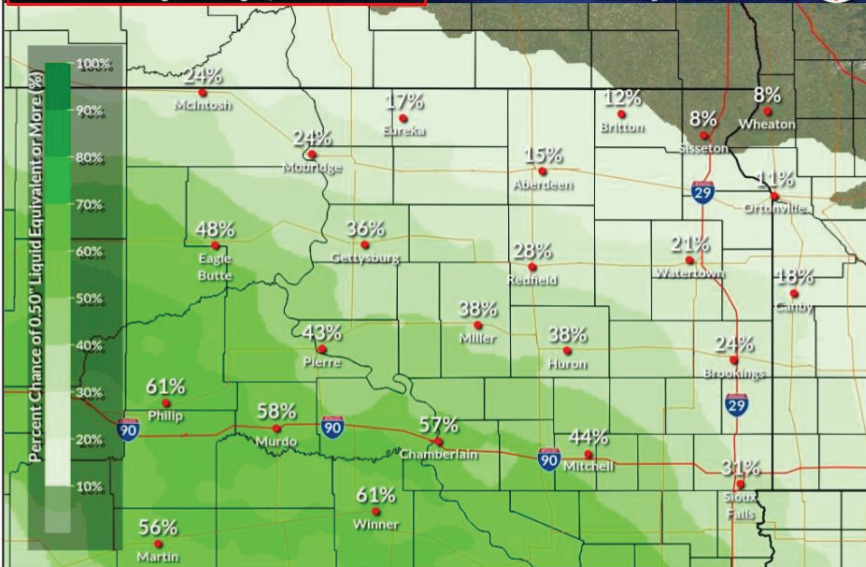 Percent Chance of 0.50" Liquid Equivalent or More (%)
100%
90%
80%
70%
60%
50%
40%
30%
20%
10%
24%
McIntosh
17%
Eureka
12%
Britton
8%
Sisseton
8%
Wheaton
24%
Mobridge
15%
Aberdeen
29
11%
Ortonville
48%
Eagle
Butte
36%
Gettysburg
28%
Redfield
21%
Watertown
18%
Canby
43%
Pierre
38%
Miller
38%
Huron
24%
Brookings
61%
Philip
90
58%
Murdo
90
57%
Chamberlain
90
44%
Mitchell
29
31%
Sioux
Falls
61%
Winner
56%
Martin